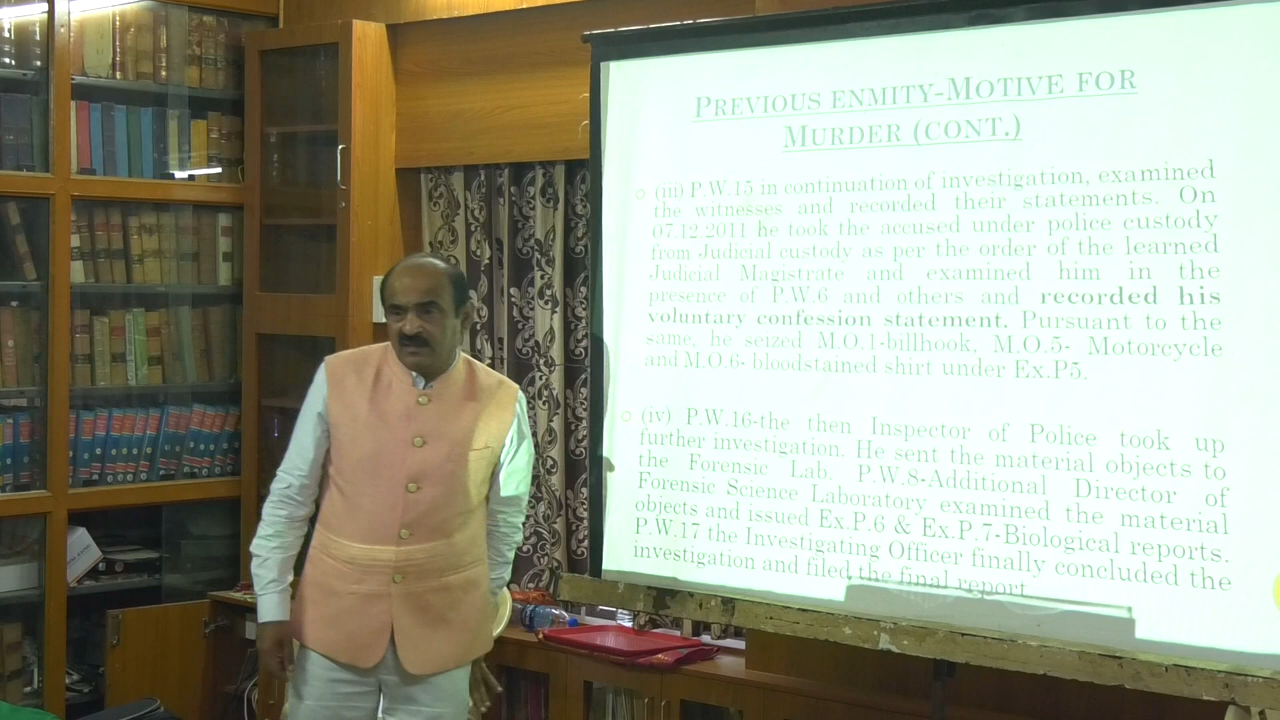 PREVIOUS ENMITY-MOTIVE FOR
MURDER (CONT.)
(iii) P.W.15 in continuation of investigation, examined
the witnesses and recorded their statements. On
07.12.2011 he took the accused under police custody
from Judicial custody as per the order of the learned
Judicial Magistrate and examined him in the
presence of P.W.6 and others and recorded his
voluntary confession statement. Pursuant to the
same, he seized M.O.1-billhook, M.O.5- Motorcycle
and M.O.6- bloodstained shirt under Ex.P5.
(iv) P.W.16-the then Inspector of Police took up
further investigation. He sent the material objects to
the Forensic Lab. P.W.8-Additional Director of
Forensic Science Laboratory examined the material
objects and issued Ex.P.6 & Ex.P.7-Biological reports.
P.W.17 the Investigating Officer finally concluded the
investigation and filed the final report